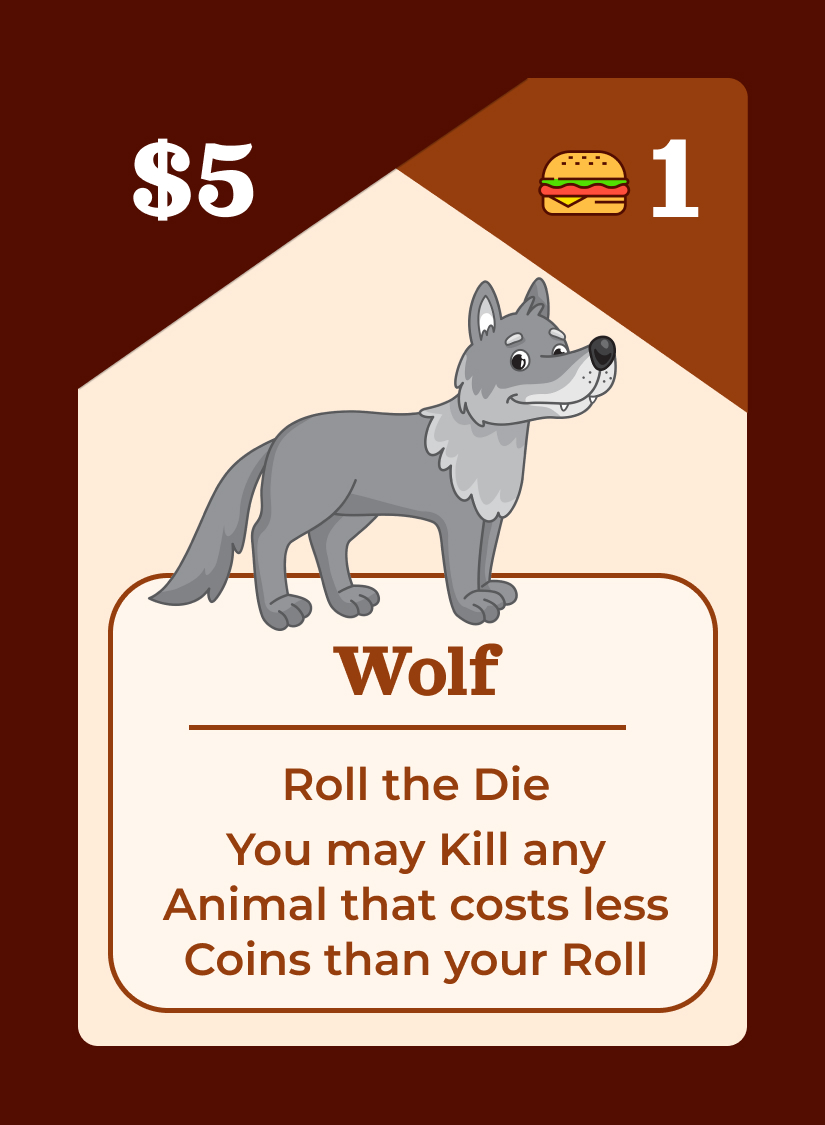 $5
1
Wolf
Roll the Die
You may Kill any
Animal that costs less
Coins than your Roll